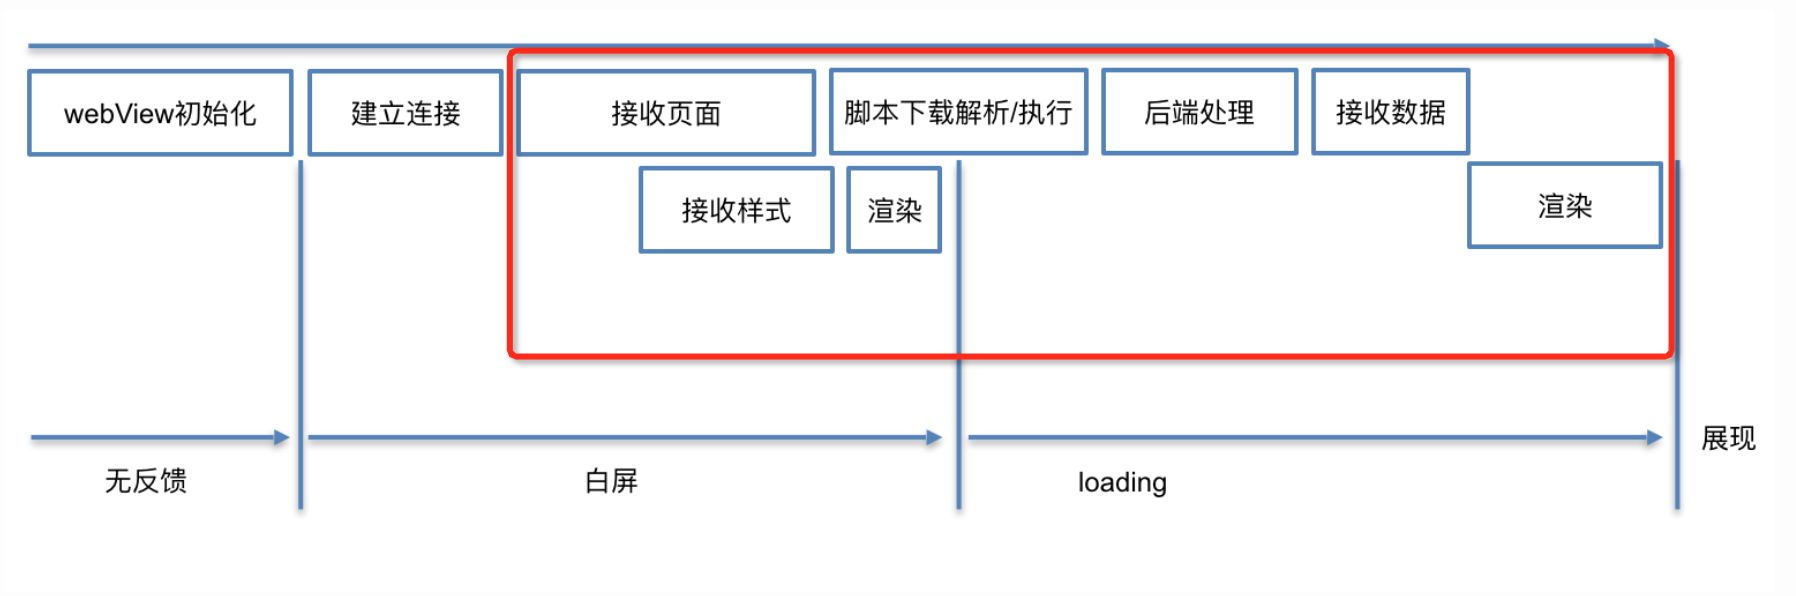 webView初始化
建立连接
接收页面
脚本下载解析/执行
后端处理
接收数据
接收样式
渲染
渲染
无反馈
白屏
loading
展现